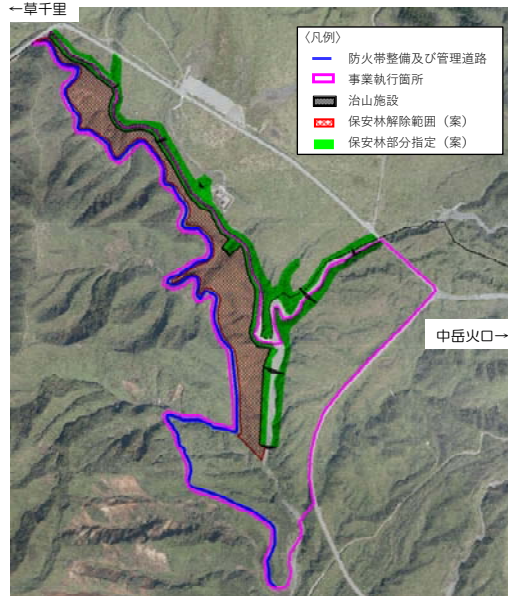 ←草千里
〈凡例〉
防火帯整備及び管理道路
事業執行箇所
治山施設
保安林解除範囲（案）
保安林部分指定（案）
中岳火口→